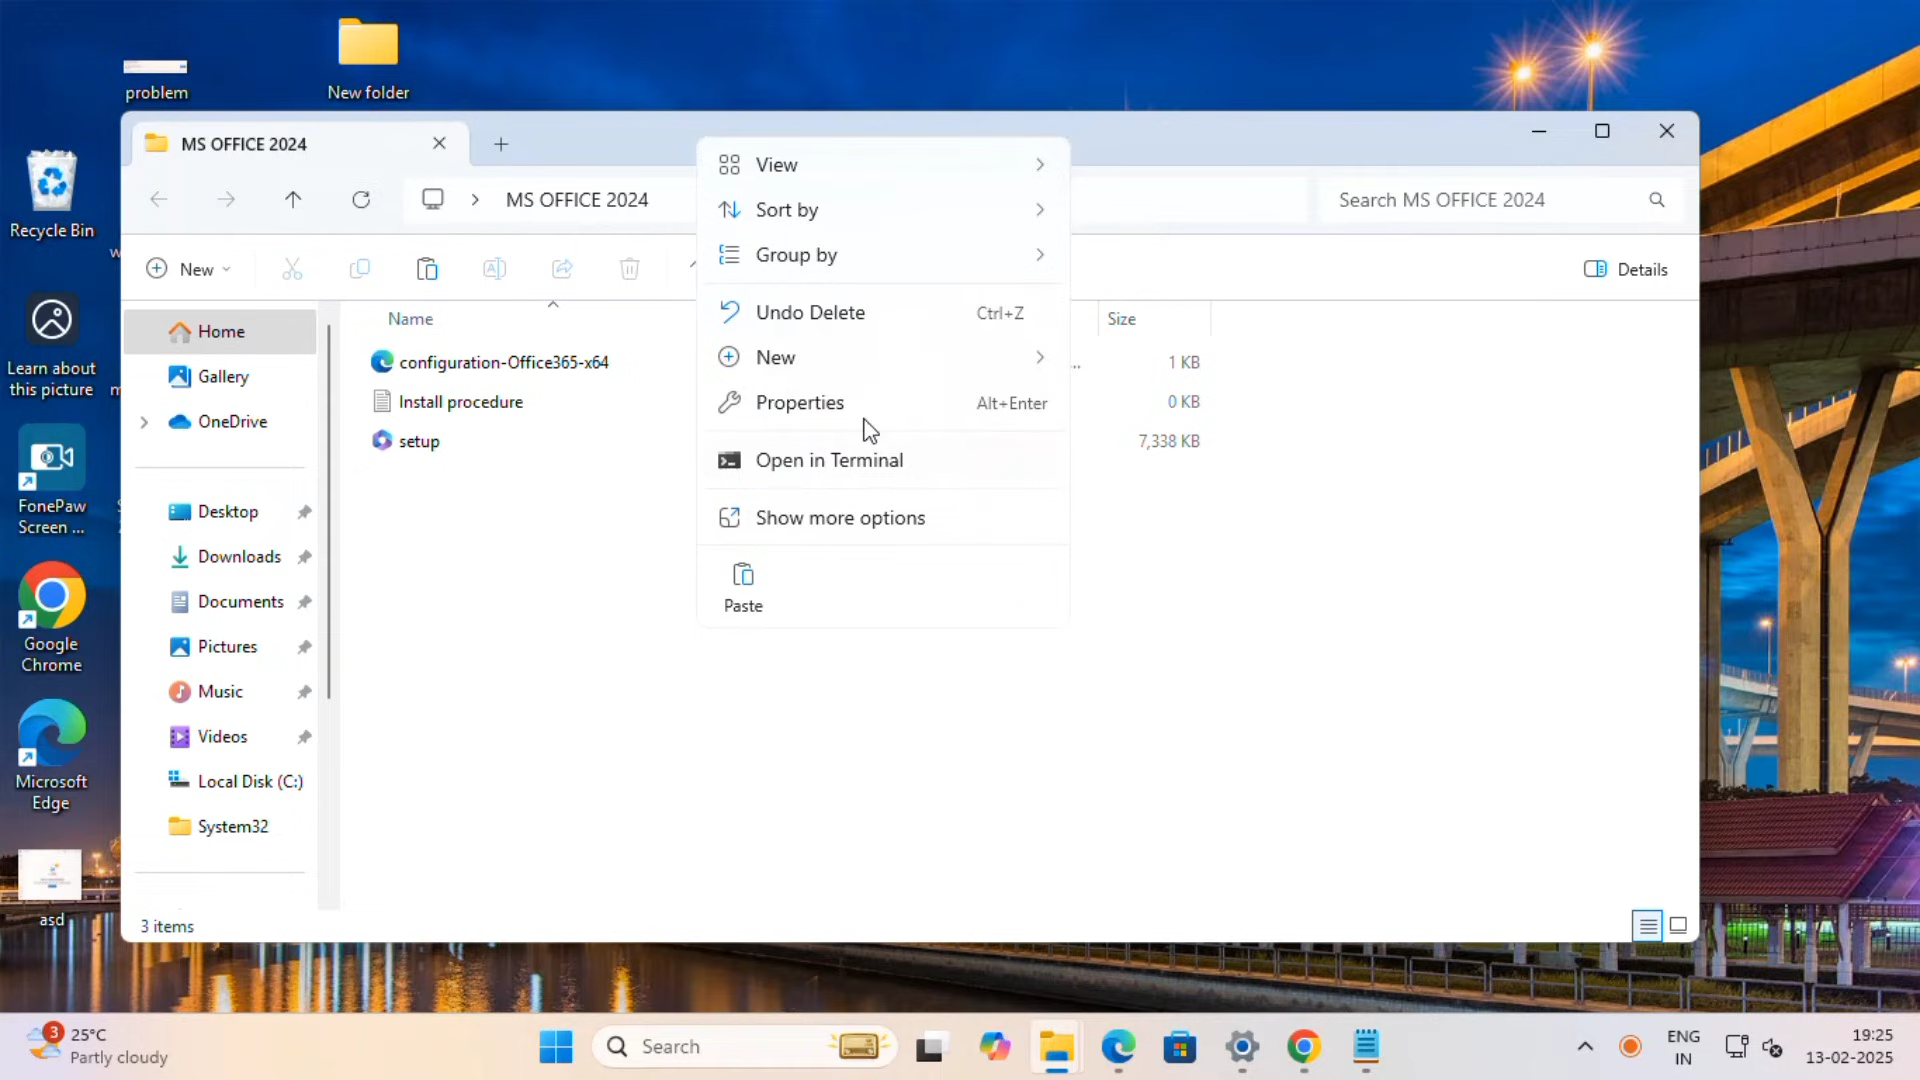 problem
New folder
MS OFFICE 2024
MS OFFICE 2024
Search MS OFFICE 2024
New
Details
Recycle Bin
Learn about
this picture
FonePaw
Screen ...
Google
Chrome
Microsoft
Edge
asd
Home
Gallery
OneDrive
Desktop
Downloads
Documents
Pictures
Music
Videos
Local Disk (C:)
System32
3 items
Name
Size
configuration-Office365-x64
1 KB
Install procedure
0 KB
setup
7,338 KB
View
Sort by
Group by
Undo Delete Ctrl+Z
New
Properties Alt+Enter
Open in Terminal
Show more options
Paste
3
25°C
Partly cloudy
Search
ENG
IN
19:25
13-02-2025